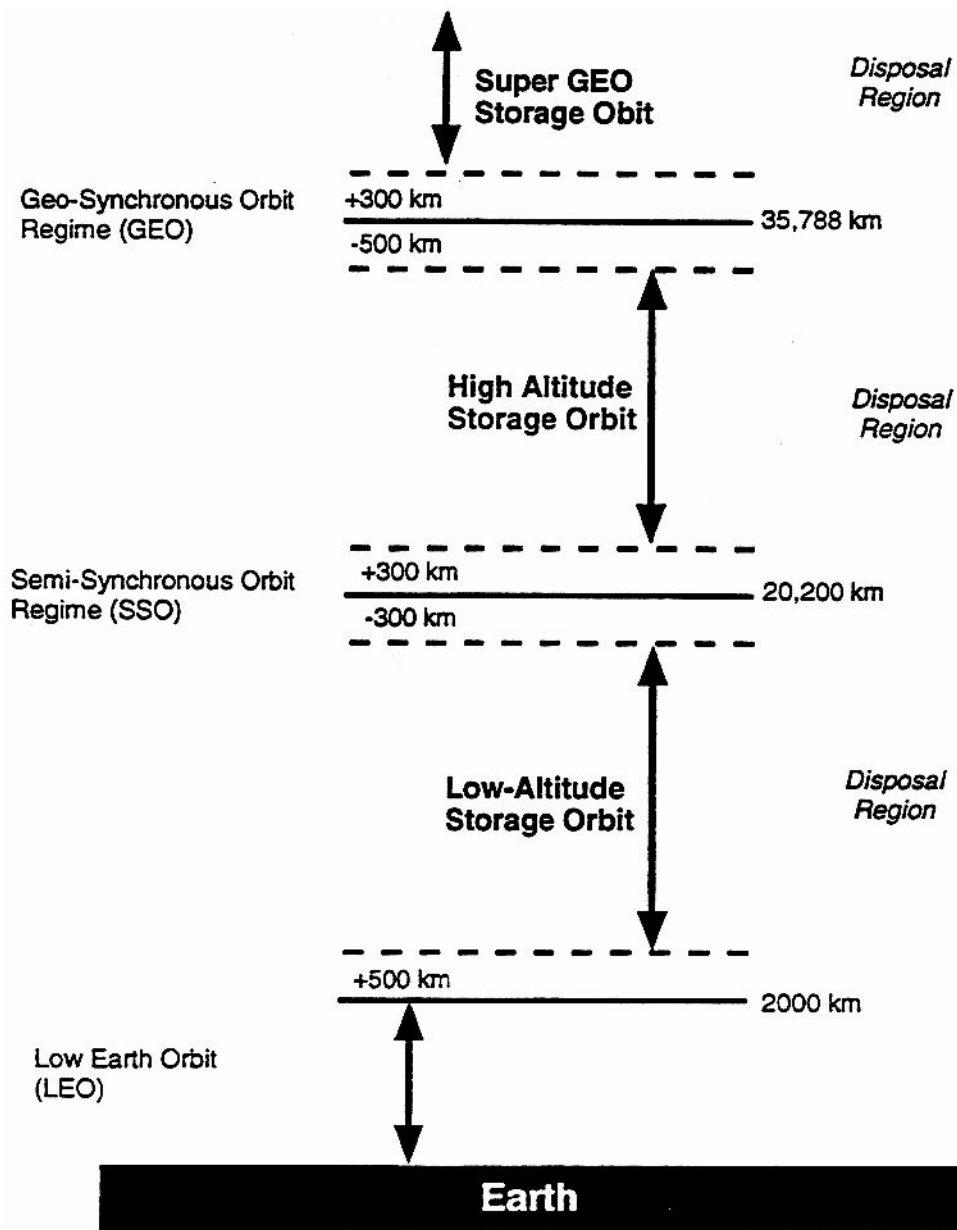 Super GEO
Storage Obit
Disposal
Region
Geo-Synchronous Orbit
Regime (GEO)
+300 km
35,788 km
-500 km
High Altitude
Storage Orbit
Disposal
Region
Semi-Synchronous Orbit
Regime (SSO)
+300 km
20,200 km
-300 km
Low-Altitude
Storage Orbit
Disposal
Region
+500 km
2000 km
Low Earth Orbit
(LEO)
Earth